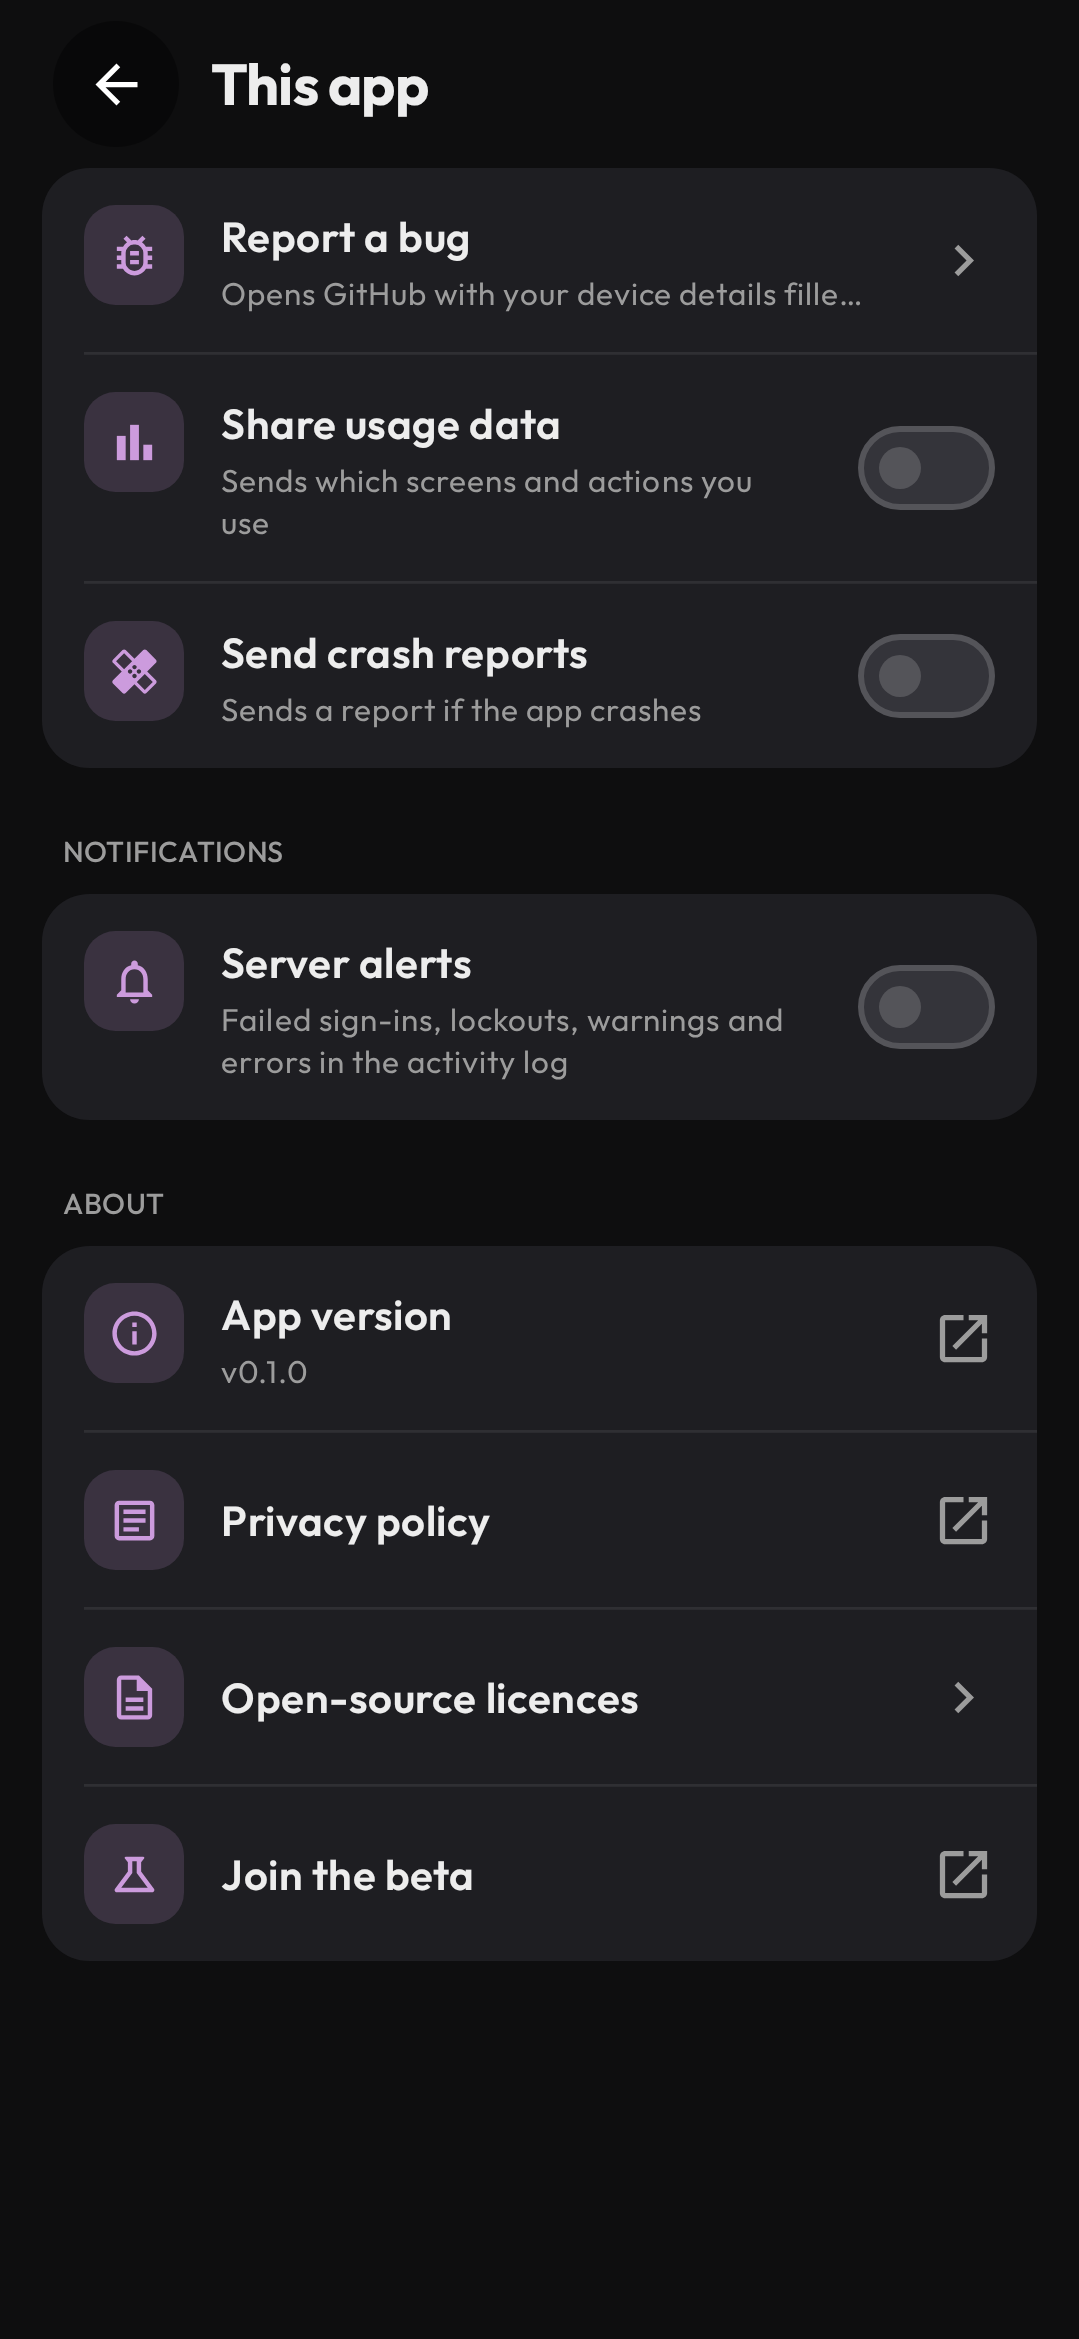 This app
Report a bug
Opens GitHub with your device details fille...
Share usage data
Sends which screens and actions you
use
Send crash reports
Sends a report if the app crashes
NOTIFICATIONS
Server alerts
Failed sign-ins, lockouts, warnings and
errors in the activity log
ABOUT
App version
v0.1.0
Privacy policy
Open-source licences
Join the beta